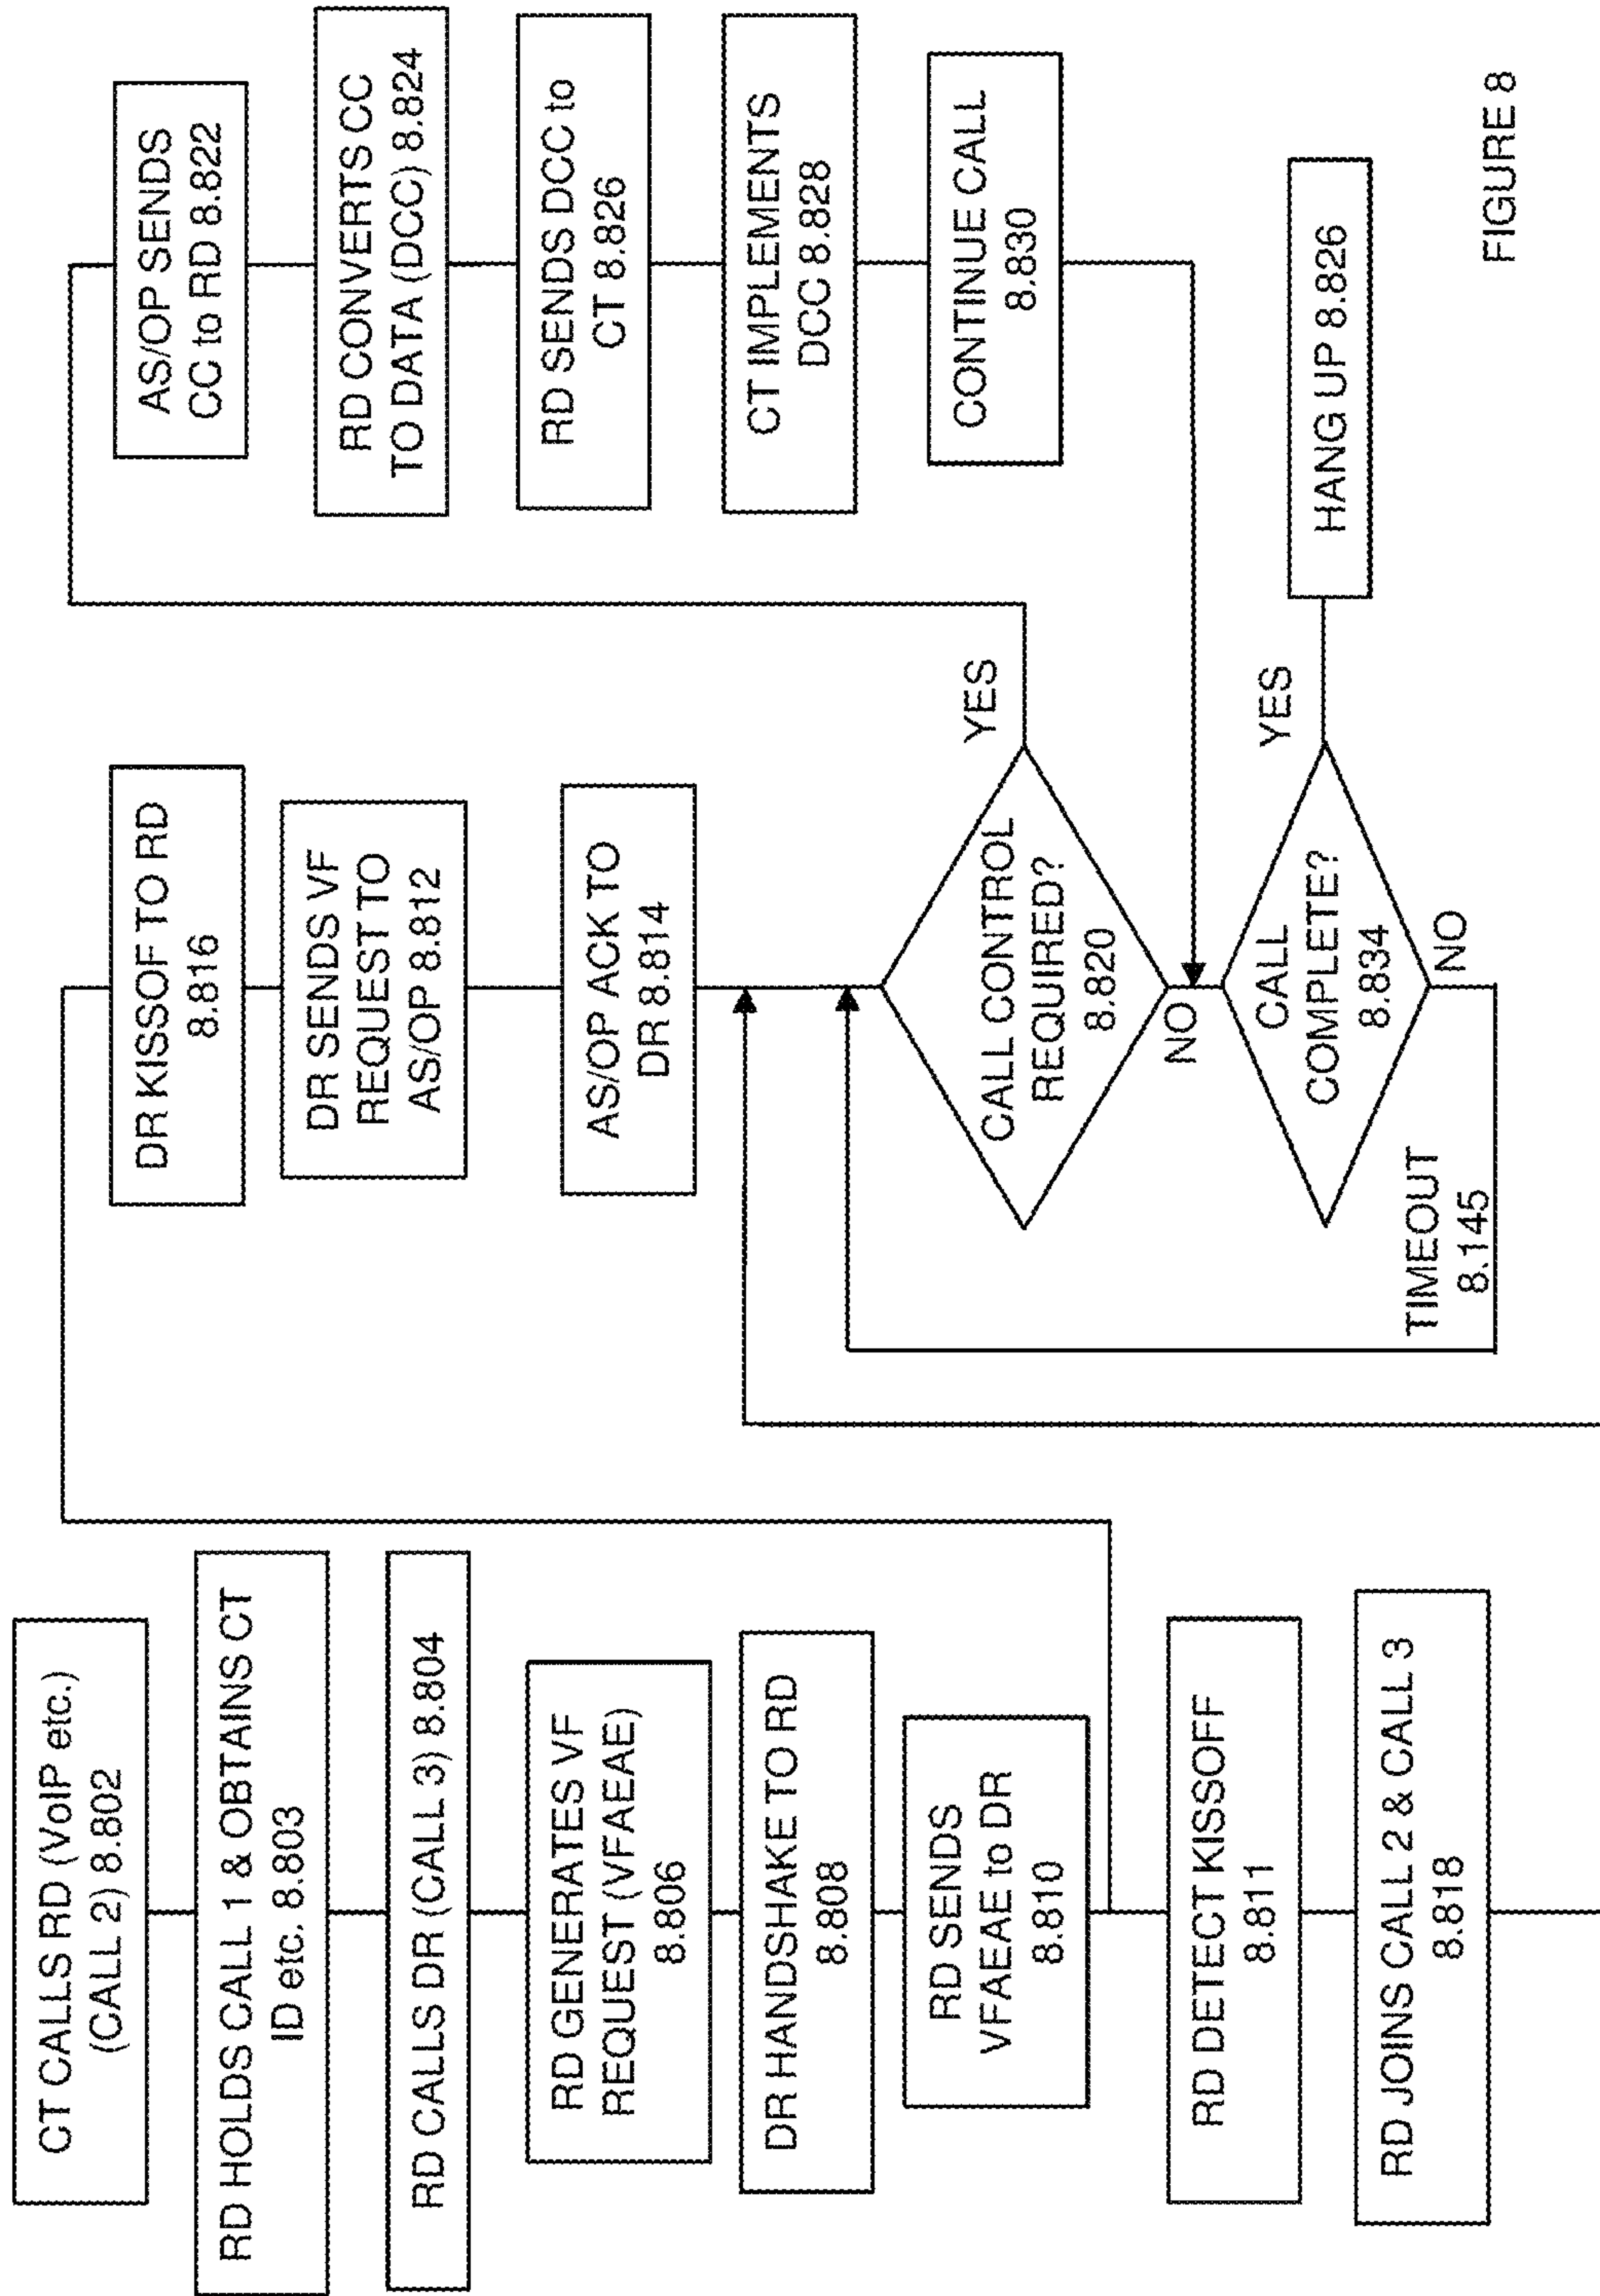 CT CALLS RD (VoIP etc.)
(CALL 2) 8.802
RD HOLDS CALL 1 & OBTAINS CT
ID etc. 8.803
RD CALLS DR (CALL 3) 8.804
RD GENERATES VF
REQUEST (VFAEAE)
8.806
DR HANDSHAKE TO RD
8.808
RD SENDS
VFAEAE to DR
8.810
RD DETECT KISSOFF
8.811
RD JOINS CALL 2 & CALL 3
8.818
DR KISSOF TO RD
8.816
DR SENDS VF
REQUEST TO
AS/OP 8.812
AS/OP ACK TO
DR 8.814
CALL CONTROL
REQUIRED?
8.820
YES
NO
CALL
COMPLETE?
8.834
YES
NO
TIMEOUT
8.145
AS/OP SENDS
CC to RD 8.822
RD CONVERTS CC
TO DATA (DCC) 8.824
RD SENDS DCC to
CT 8.826
CT IMPLEMENTS
DCC 8.828
CONTINUE CALL
8.830
HANG UP 8.826
FIGURE 8